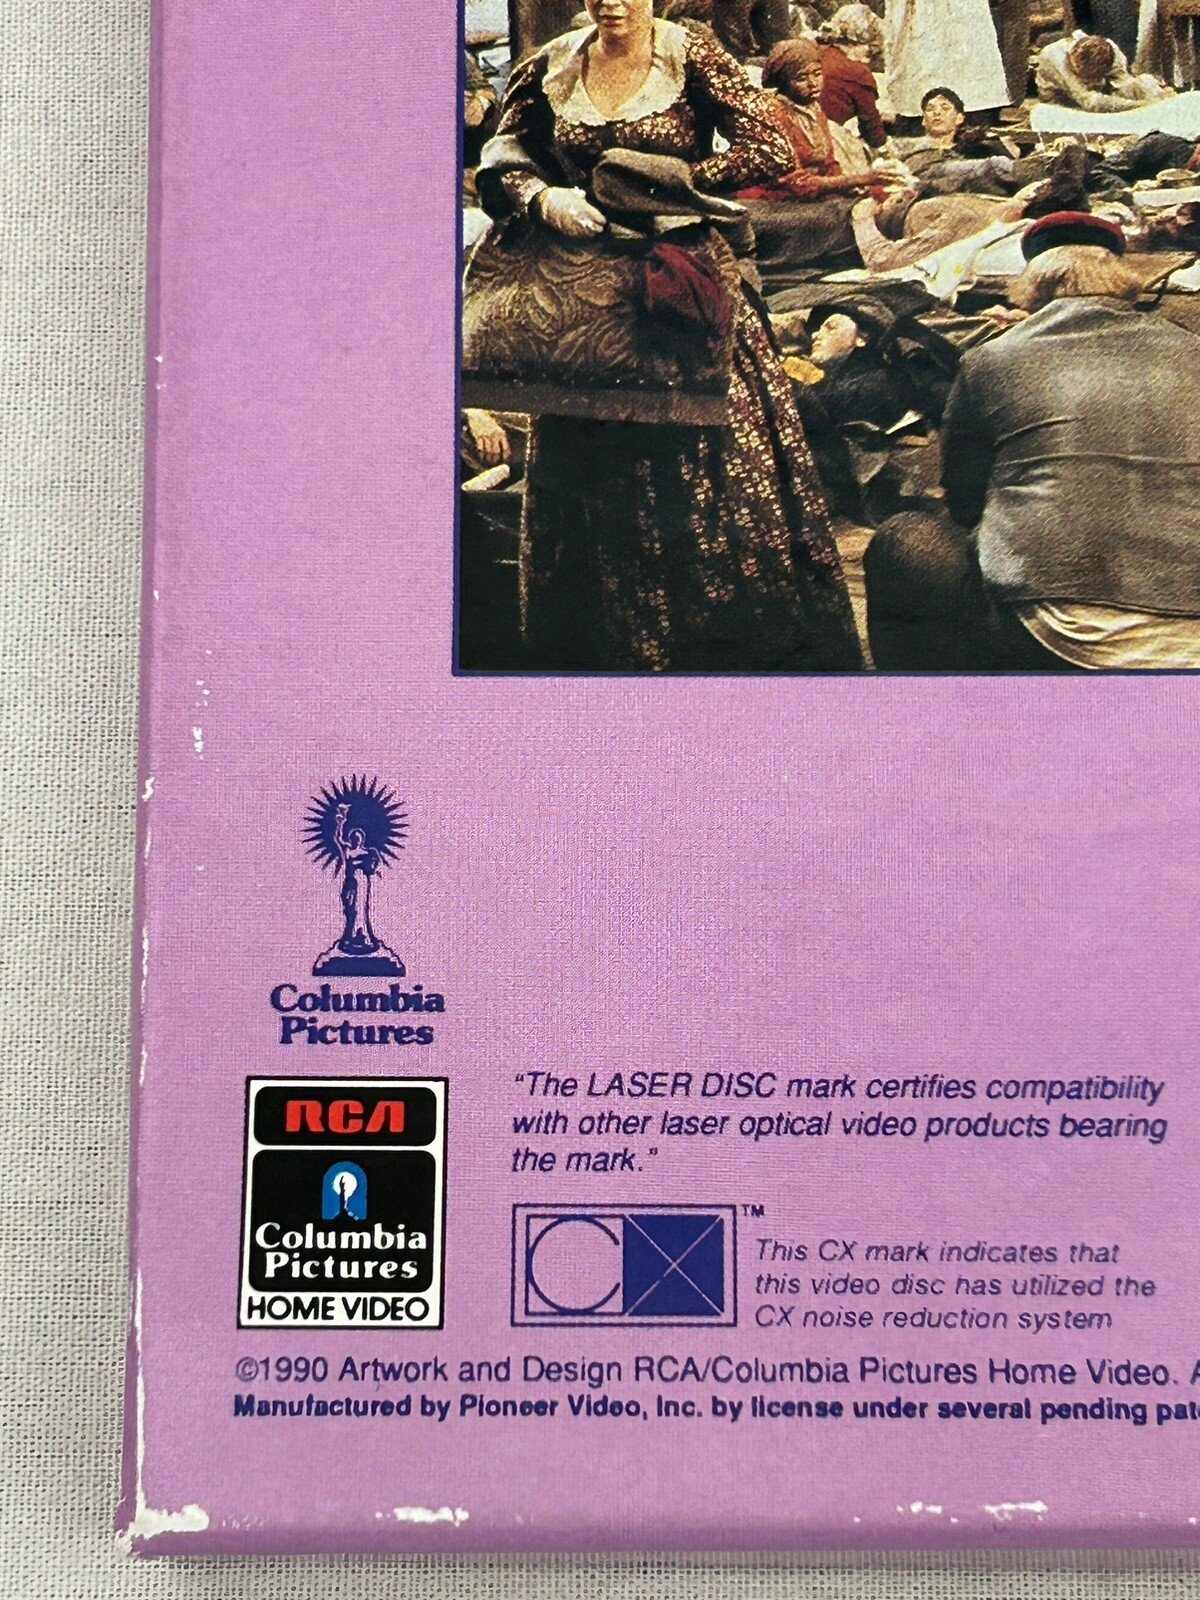 Columbia
Pictures
RCA
Columbia
Pictures
HOME VIDEO
"The LASER DISC mark certifies compatibility
with other laser optical video products bearing
the mark."
CX™
This CX mark indicates that
this video disc has utilized the
CX noise reduction system
©1990 Artwork and Design RCA/Columbia Pictures Home Video.
Manufactured by Pioneer Video, Inc. by license under several pending